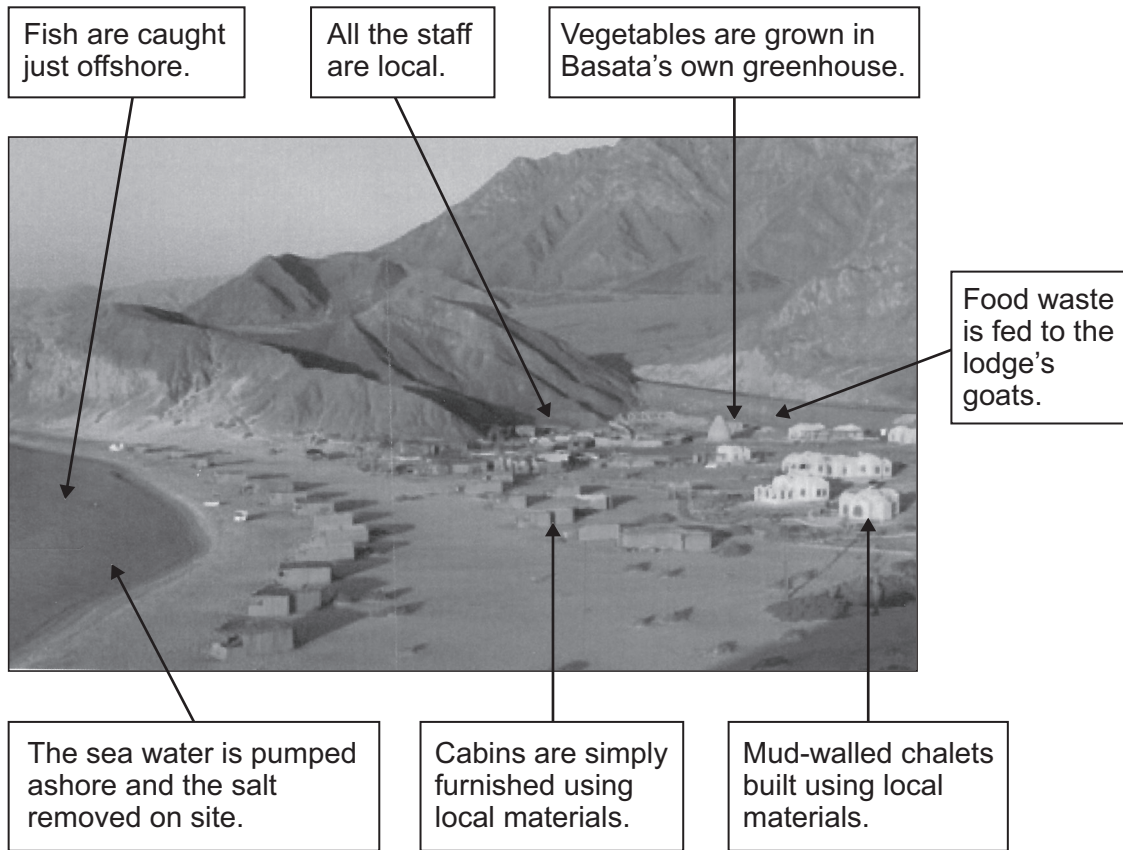 Fish are caught
just offshore.
All the staff
are local.
Vegetables are grown in
Basata's own greenhouse.
Food waste
is fed to the
lodge's
goats.
The sea water is pumped
ashore and the salt
removed on site.
Cabins are simply
furnished using
local materials.
Mud-walled chalets
built using local
materials.